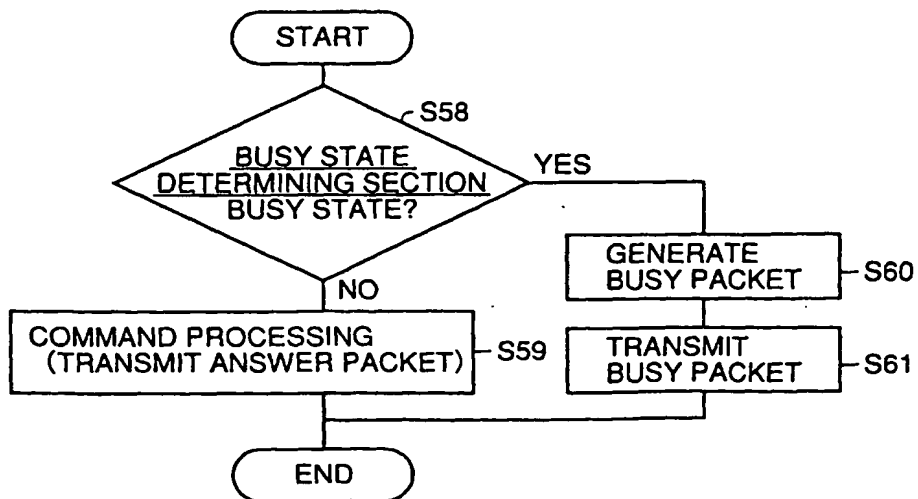 START
S58
BUSY STATE
DETERMINING SECTION
BUSY STATE?
YES
NO
GENERATE
BUSY PACKET
S60
COMMAND PROCESSING
(TRANSMIT ANSWER PACKET)
S59
TRANSMIT
BUSY PACKET
S61
END